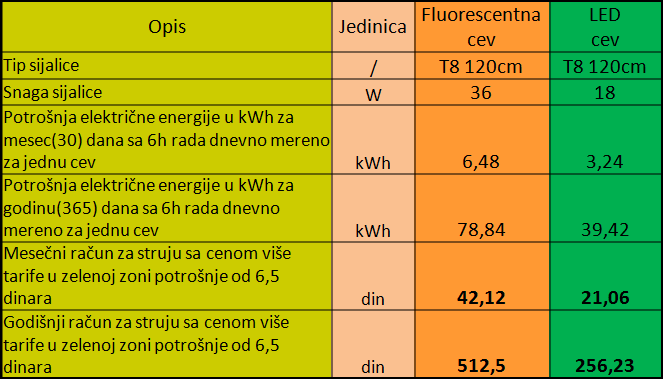 Opis Jedinica Fluorescentna cev LED cev
Tip sijalice / T8 120cm T8 120cm
Snaga sijalice W 36 18
Potrošnja električne energije u kWh za
mesec(30) dana sa 6h rada dnevno mereno
za jednu cev kWh 6,48 3,24
Potrošnja električne energije u kWh za
godinu(365) dana sa 6h rada dnevno
mereno za jednu cev kWh 78,84 39,42
Mesečni račun za struju sa cenom više
tarife u zelenoj zoni potrošnje od 6,5
dinara din 42,12 21,06
Godišnji račun za struju sa cenom više
tarife u zelenoj zoni potrošnje od 6,5
dinara din 512,5 256,23